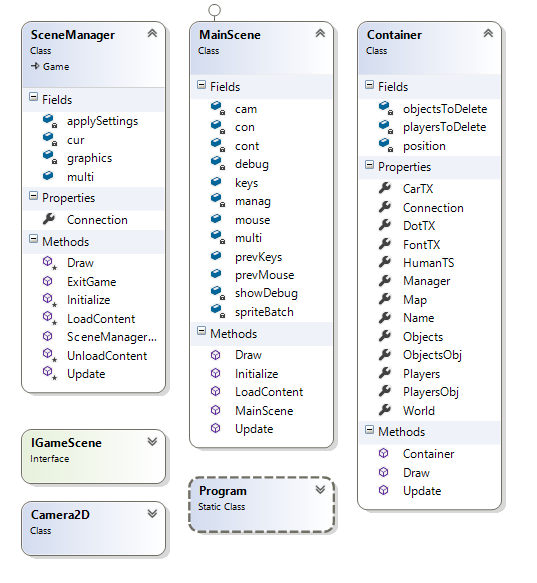 SceneManager
Class
Game
Fields
applySettings
cur
graphics
multi
Properties
Connection
Methods
Draw
ExitGame
Initialize
LoadContent
SceneManager...
UnloadContent
Update
IGameScene
Interface
Camera2D
Class
MainScene
Class
Fields
cam
con
cont
debug
keys
manag
mouse
multi
prevKeys
prevMouse
showDebug
spriteBatch
Methods
Draw
Initialize
LoadContent
MainScene
Update
Program
Static Class
Container
Class
Fields
objectsToDelete
playersToDelete
position
Properties
CarTX
Connection
DotTX
FontTX
HumanTS
Manager
Map
Name
Objects
ObjectsObj
Players
PlayersObj
World
Methods
Container
Draw
Update